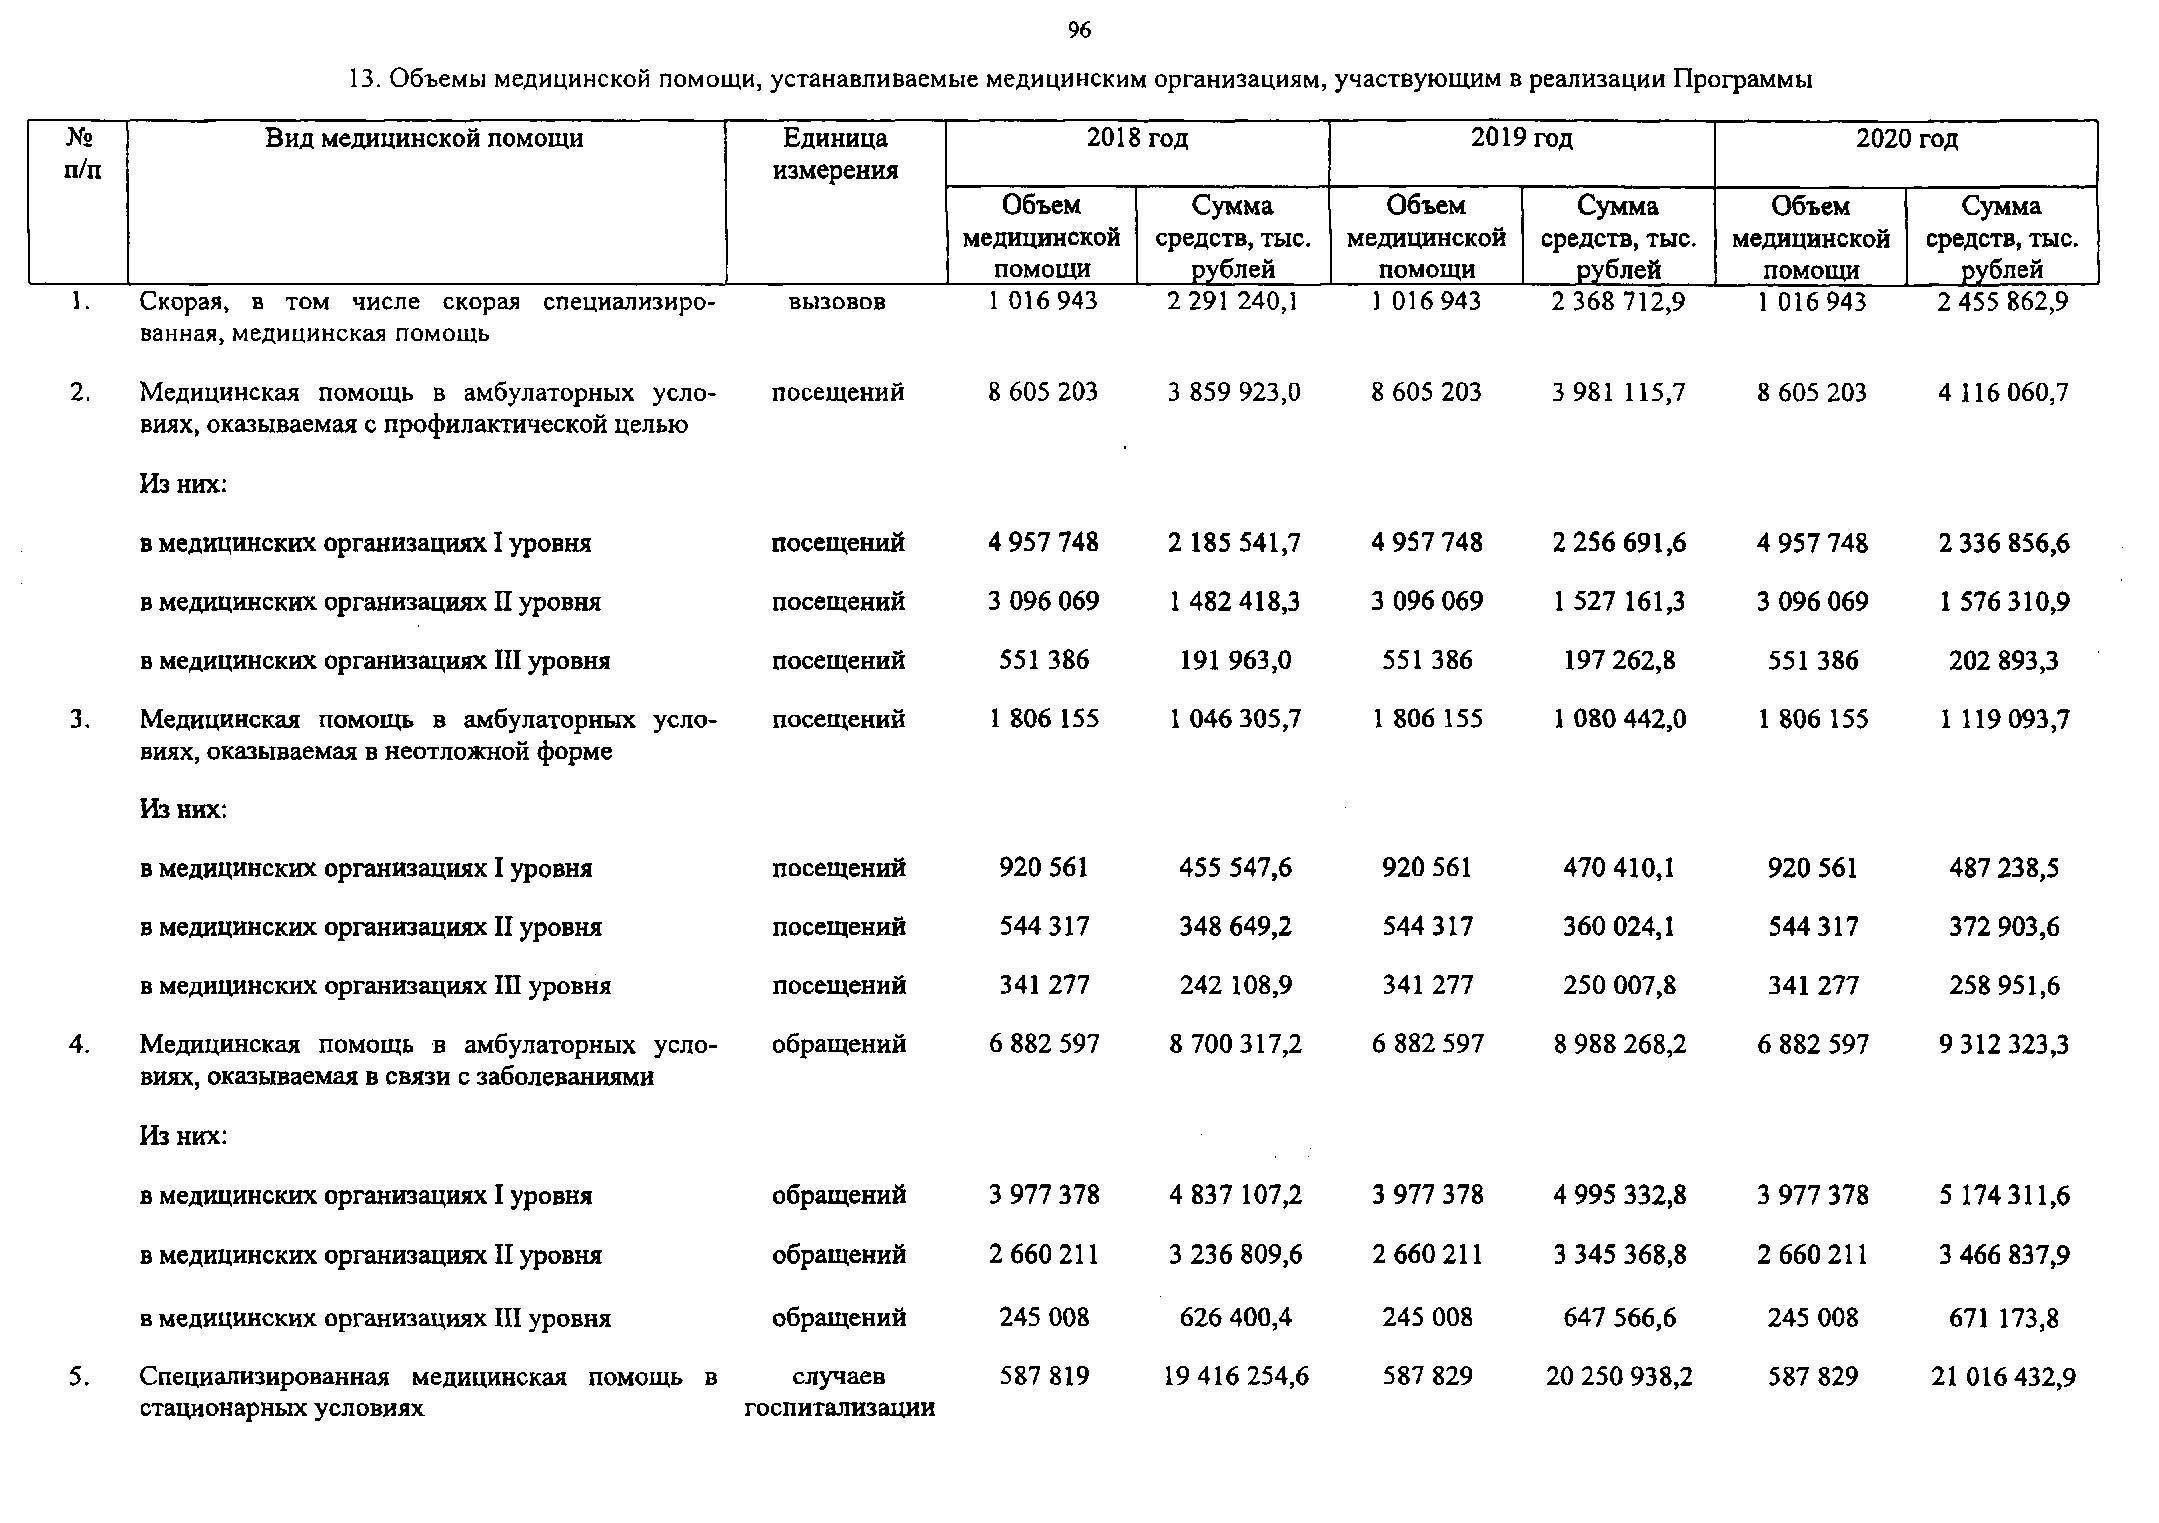 96
13. Объемы медицинской помощи, устанавливаемые медицинским организациям, участвующим в реализации Программы
№ Вид медицинской помощи Единица 2018 год 2019 год 2020 год
п/п измерения
Объем Сумма Объем Сумма Объем Сумма
медицинской средств, тыс. медицинской средств, тыс. медицинской средств, тыс.
помощи рублей помощи рублей помощи рублей
1. Скорая, в том числе скорая специализиро- вызовов 1 016 943 2 291 240,1 1 016 943 2 368 712,9 1 016 943 2 455 862,9
ванная, медицинская помощь
2. Медицинская помощь в амбулаторных усло- посещений 8 605 203 3 859 923,0 8 605 203 3 981 115,7 8 605 203 4 116 060,7
виях, оказываемая с профилактической целью
Из них:
в медицинских организациях I уровня посещений 4 957 748 2 185 541,7 4 957 748 2 256 691,6 4 957 748 2 336 856,6
в медицинских организациях II уровня посещений 3 096 069 1 482 418,3 3 096 069 1 527 161,3 3 096 069 1 576 310,9
в медицинских организациях III уровня посещений 551 386 191 963,0 551 386 197 262,8 551 386 202 893,3
3. Медицинская помощь в амбулаторных усло- посещений 1 806 155 1 046 305,7 1 806 155 1 080 442,0 1 806 155 1 119 093,7
виях, оказываемая в неотложной форме
Из них:
в медицинских организациях I уровня посещений 920 561 455 547,6 920 561 470 410,1 920 561 487 238,5
в медицинских организациях II уровня посещений 544 317 348 649,2 544 317 360 024,1 544 317 372 903,6
в медицинских организациях III уровня посещений 341 277 242 108,9 341 277 250 007,8 341 277 258 951,6
4. Медицинская помощь в амбулаторных усло- обращений 6 882 597 8 700 317,2 6 882 597 8 988 268,2 6 882 597 9 312 323,3
виях, оказываемая в связи с заболеваниями
Из них:
в медицинских организациях I уровня обращений 3 977 378 4 837 107,2 3 977 378 4 995 332,8 3 977 378 5 174 311,6
в медицинских организациях II уровня обращений 2 660 211 3 236 809,6 2 660 211 3 345 368,8 2 660 211 3 466 837,9
в медицинских организациях III уровня обращений 245 008 626 400,4 245 008 647 566,6 245 008 671 173,8
5. Специализированная медицинская помощь в случаев 587 819 19 416 254,6 587 829 20 250 938,2 587 829 21 016 432,9
стационарных условиях госпитализации